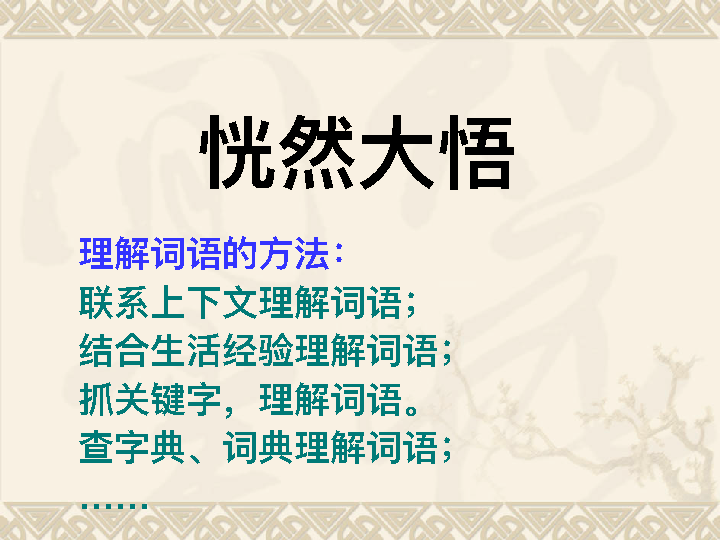 恍然大悟
理解词语的方法：
联系上下文理解词语；
结合生活经验理解词语；
抓关键字，理解词语。
查字典、词典理解词语；
……